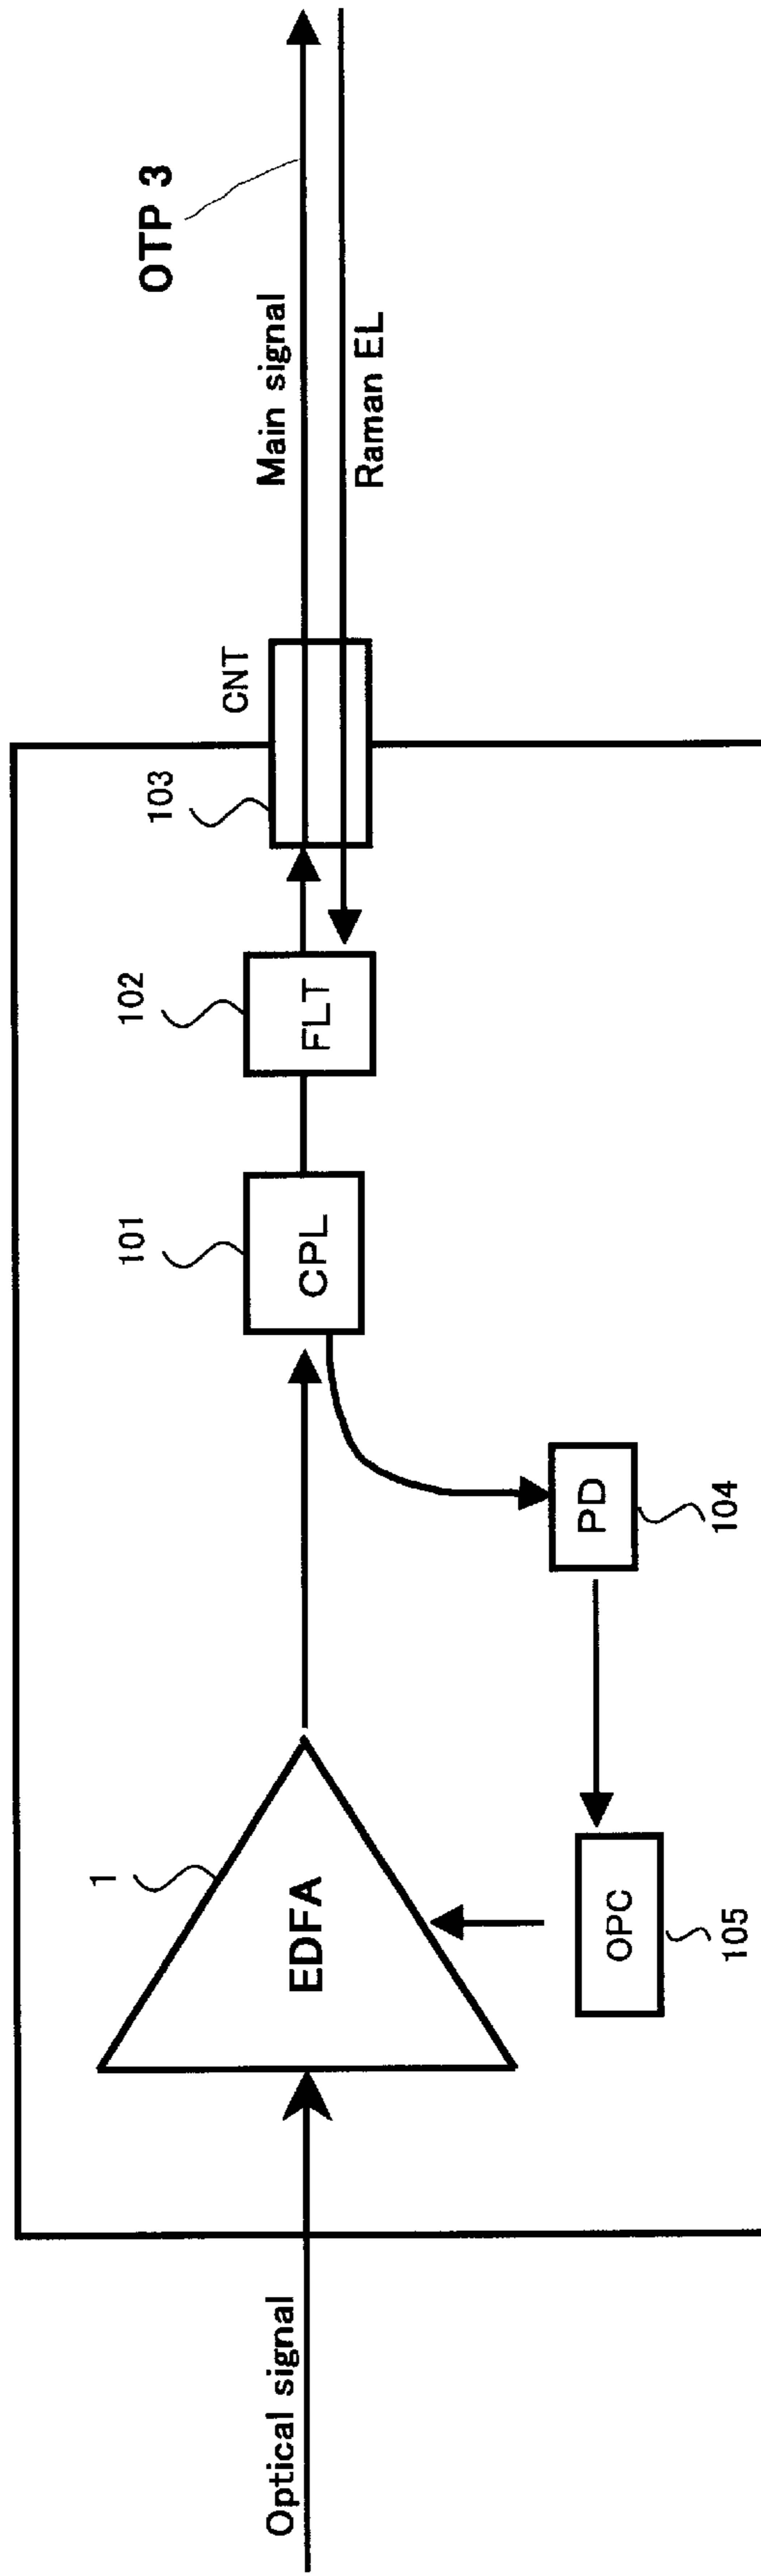 Optical signal
1
EDFA
OPC
105
PD
104
101
CPL
102
FLT
103
CNT
Main signal
Raman EL
OTP 3